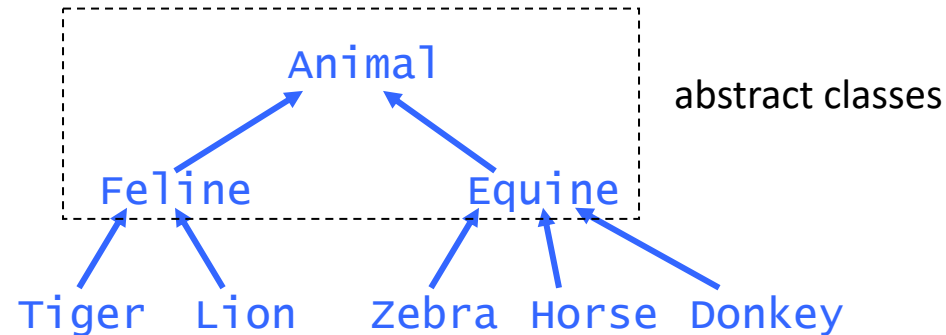 Animal
abstract classes
Feline Equine
Tiger Lion Zebra Horse Donkey